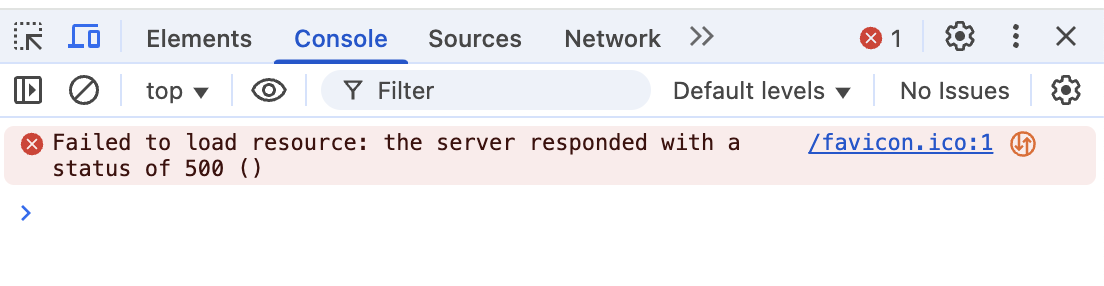 Elements Console Sources Network 1
top Filter Default levels No Issues
Failed to load resource: the server responded with a /favicon.ico:1
status of 500 ()